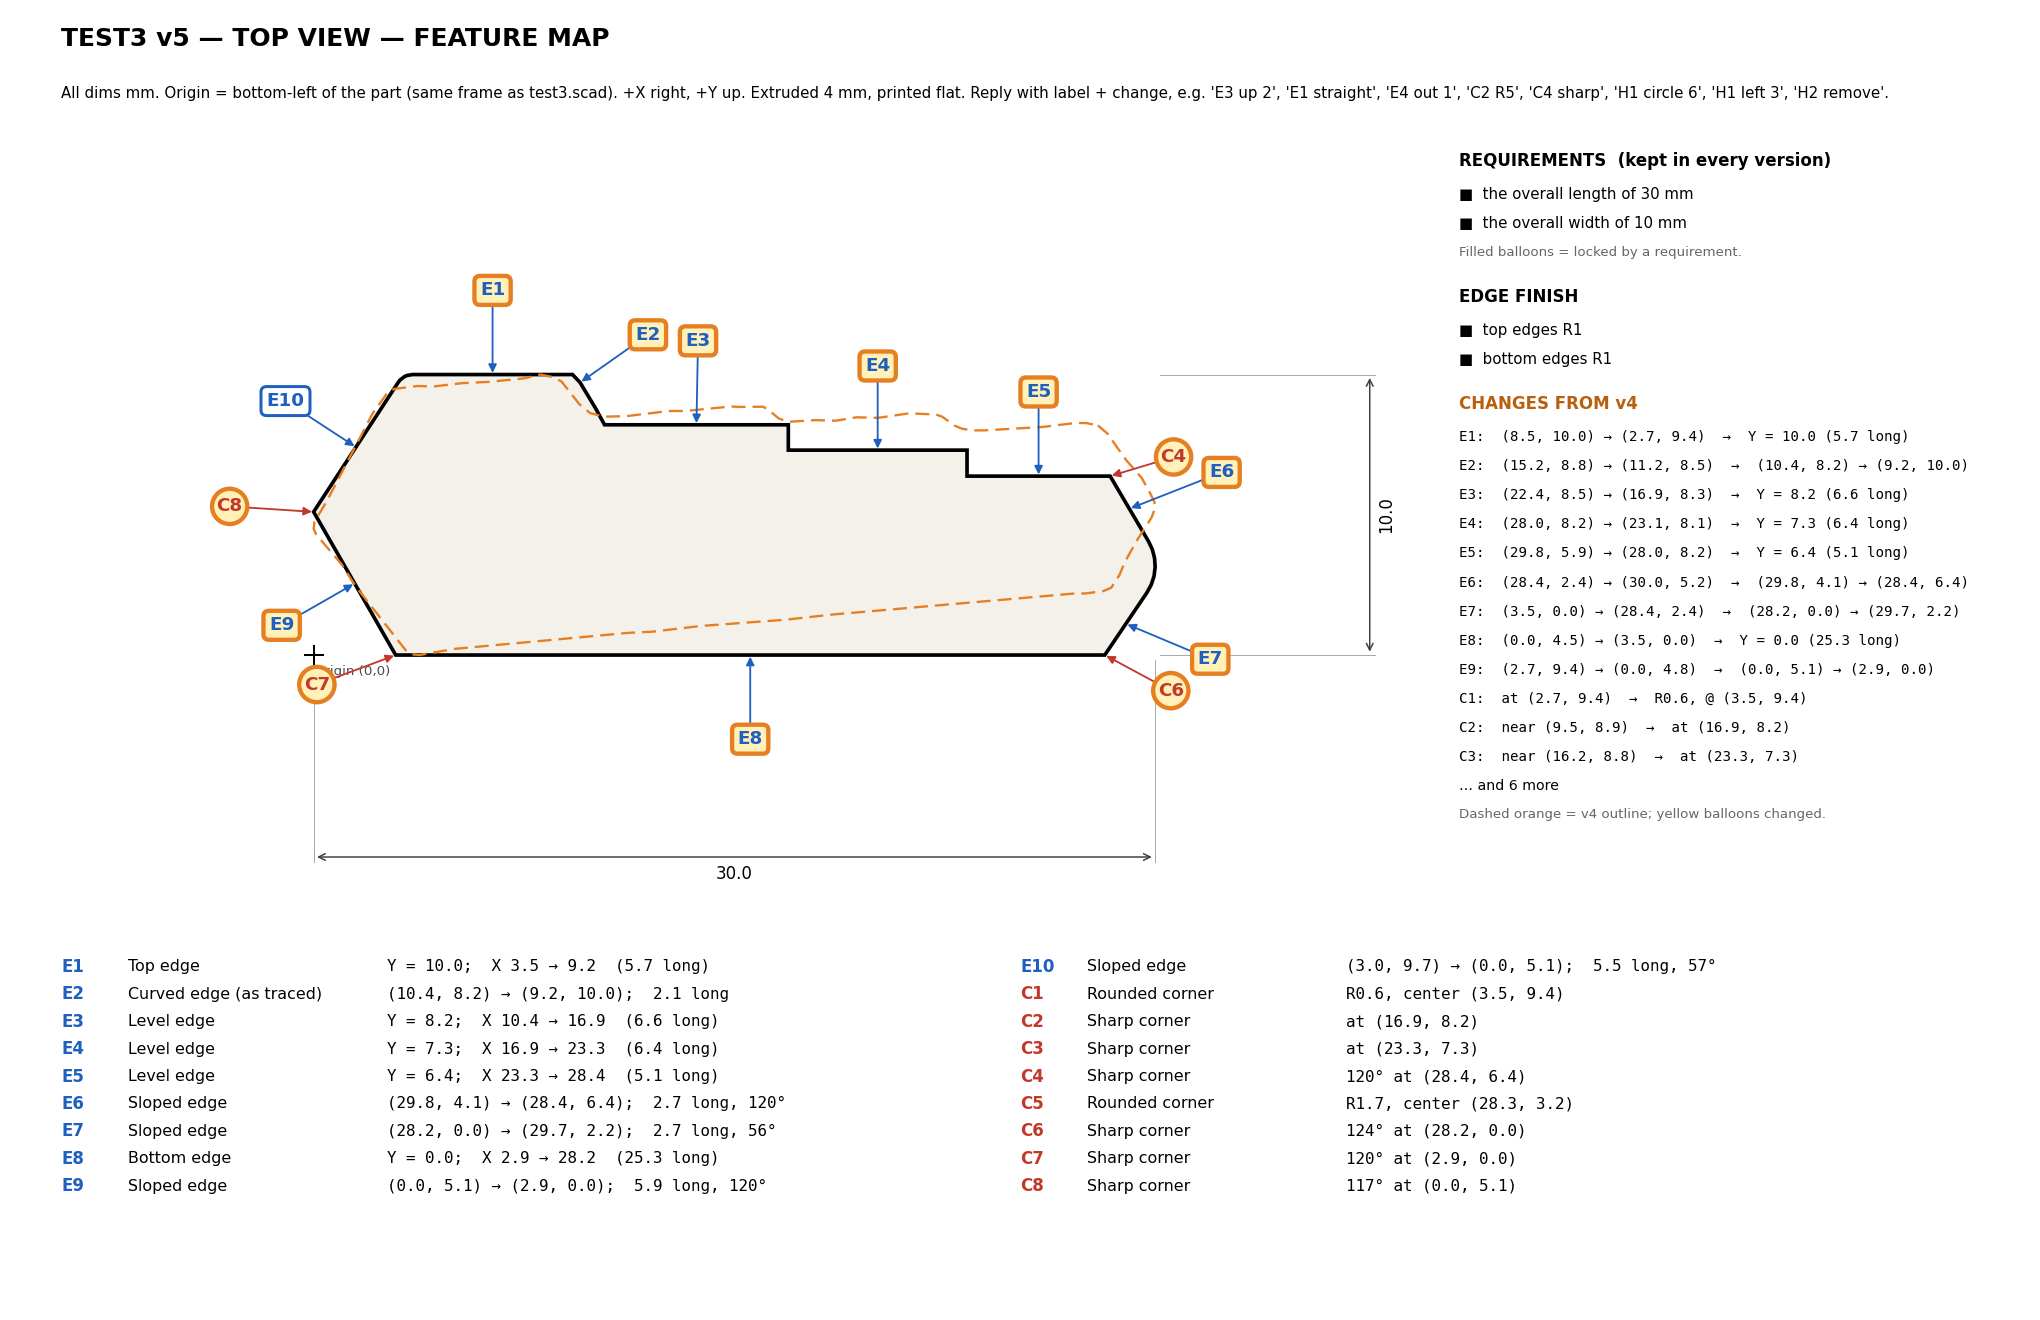 TEST3 v5 — TOP VIEW — FEATURE MAP
All dims mm. Origin = bottom-left of the part (same frame as test3.scad). +X right, +Y up. Extruded 4 mm, printed flat. Reply with label + change, e.g. 'E3 up 2', 'E1 straight', 'E4 out 1', 'C2 R5', 'C4 sharp', 'H1 circle 6', 'H1 left 3', 'H2 remove'.
E1
E2
E3
E4
E5
E10
C4
E6
C8
E9
C7
igin (0,0)
E7
C6
E8
10.0
30.0
REQUIREMENTS (kept in every version)
■ the overall length of 30 mm
■ the overall width of 10 mm
Filled balloons = locked by a requirement.
EDGE FINISH
■ top edges R1
■ bottom edges R1
CHANGES FROM v4
E1: (8.5, 10.0) → (2.7, 9.4) → Y = 10.0 (5.7 long)
E2: (15.2, 8.8) → (11.2, 8.5) → (10.4, 8.2) → (9.2, 10.0)
E3: (22.4, 8.5) → (16.9, 8.3) → Y = 8.2 (6.6 long)
E4: (28.0, 8.2) → (23.1, 8.1) → Y = 7.3 (6.4 long)
E5: (29.8, 5.9) → (28.0, 8.2) → Y = 6.4 (5.1 long)
E6: (28.4, 2.4) → (30.0, 5.2) → (29.8, 4.1) → (28.4, 6.4)
E7: (3.5, 0.0) → (28.4, 2.4) → (28.2, 0.0) → (29.7, 2.2)
E8: (0.0, 4.5) → (3.5, 0.0) → Y = 0.0 (25.3 long)
E9: (2.7, 9.4) → (0.0, 4.8) → (0.0, 5.1) → (2.9, 0.0)
C1: at (2.7, 9.4) → R0.6, @ (3.5, 9.4)
C2: near (9.5, 8.9) → at (16.9, 8.2)
C3: near (16.2, 8.8) → at (23.3, 7.3)
... and 6 more
Dashed orange = v4 outline; yellow balloons changed.
E1 Top edge Y = 10.0; X 3.5 → 9.2 (5.7 long)
E2 Curved edge (as traced) (10.4, 8.2) → (9.2, 10.0); 2.1 long
E3 Level edge Y = 8.2; X 10.4 → 16.9 (6.6 long)
E4 Level edge Y = 7.3; X 16.9 → 23.3 (6.4 long)
E5 Level edge Y = 6.4; X 23.3 → 28.4 (5.1 long)
E6 Sloped edge (29.8, 4.1) → (28.4, 6.4); 2.7 long, 120°
E7 Sloped edge (28.2, 0.0) → (29.7, 2.2); 2.7 long, 56°
E8 Bottom edge Y = 0.0; X 2.9 → 28.2 (25.3 long)
E9 Sloped edge (0.0, 5.1) → (2.9, 0.0); 5.9 long, 120°
E10 Sloped edge (3.0, 9.7) → (0.0, 5.1); 5.5 long, 57°
C1 Rounded corner R0.6, center (3.5, 9.4)
C2 Sharp corner at (16.9, 8.2)
C3 Sharp corner at (23.3, 7.3)
C4 Sharp corner 120° at (28.4, 6.4)
C5 Rounded corner R1.7, center (28.3, 3.2)
C6 Sharp corner 124° at (28.2, 0.0)
C7 Sharp corner 120° at (2.9, 0.0)
C8 Sharp corner 117° at (0.0, 5.1)